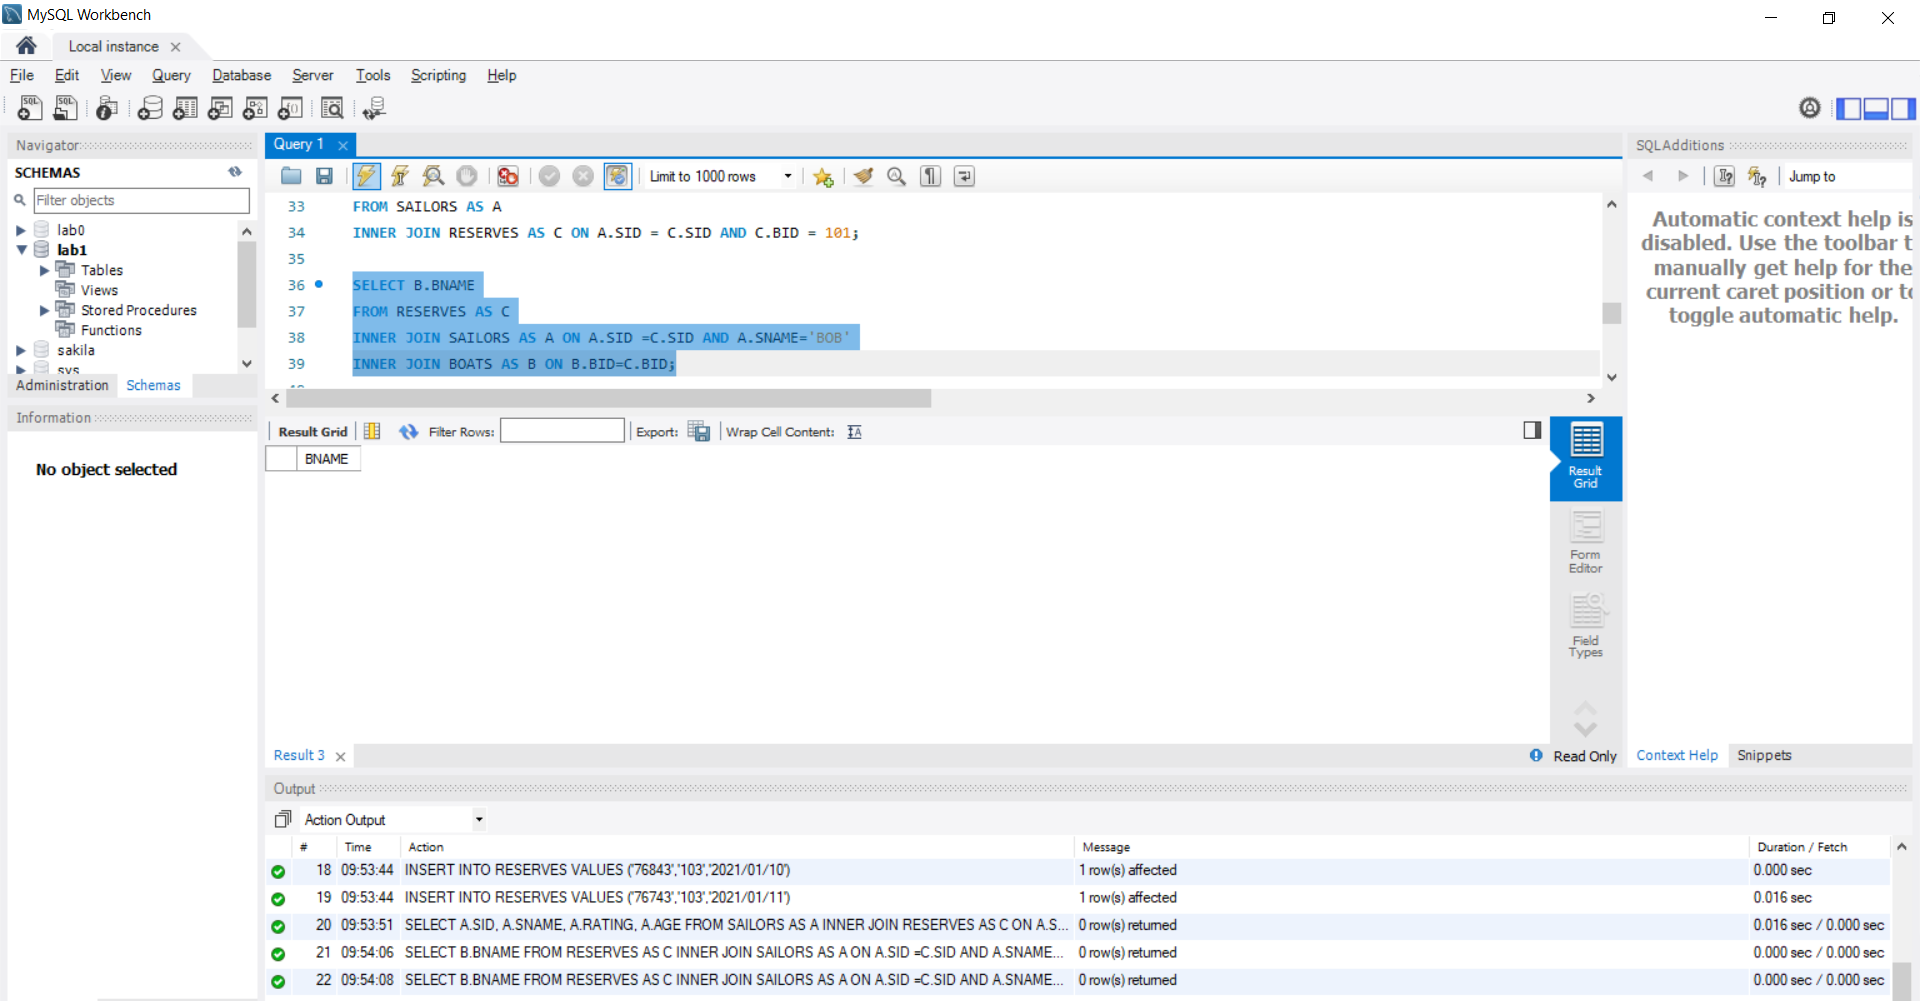 MySQL Workbench
Local instance
File Edit View Query Database Server Tools Scripting Help
Navigator
SCHEMAS
Filter objects
lab0
lab1
Tables
Views
Stored Procedures
Functions
sakila
sys
Administration Schemas
Information
No object selected
Query 1
Limit to 1000 rows
33 FROM SAILORS AS A
34 INNER JOIN RESERVES AS C ON A.SID = C.SID AND C.BID = 101;
35
36 SELECT B.BNAME
37 FROM RESERVES AS C
38 INNER JOIN SAILORS AS A ON A.SID =C.SID AND A.SNAME='BOB'
39 INNER JOIN BOATS AS B ON B.BID=C.BID;
Result Grid Filter Rows: Export: Wrap Cell Content:
BNAME
Result
Grid
Form
Editor
Field
Types
Result 3
Read Only
SQLAdditions
Jump to
Automatic context help is
disabled. Use the toolbar t
manually get help for the
current caret position or to
toggle automatic help.
Context Help Snippets
Output
Action Output
# Time Action Message Duration / Fetch
18 09:53:44 INSERT INTO RESERVES VALUES ('76843','103','2021/01/10') 1 row(s) affected 0.000 sec
19 09:53:44 INSERT INTO RESERVES VALUES ('76743','103','2021/01/11') 1 row(s) affected 0.016 sec
20 09:53:51 SELECT A.SID, A.SNAME, A.RATING, A.AGE FROM SAILORS AS A INNER JOIN RESERVES AS C ON A.S... 0 row(s) returned 0.016 sec / 0.000 sec
21 09:54:06 SELECT B.BNAME FROM RESERVES AS C INNER JOIN SAILORS AS A ON A.SID =C.SID AND A.SNAME... 0 row(s) returned 0.000 sec / 0.000 sec
22 09:54:08 SELECT B.BNAME FROM RESERVES AS C INNER JOIN SAILORS AS A ON A.SID =C.SID AND A.SNAME... 0 row(s) returned 0.000 sec / 0.000 sec